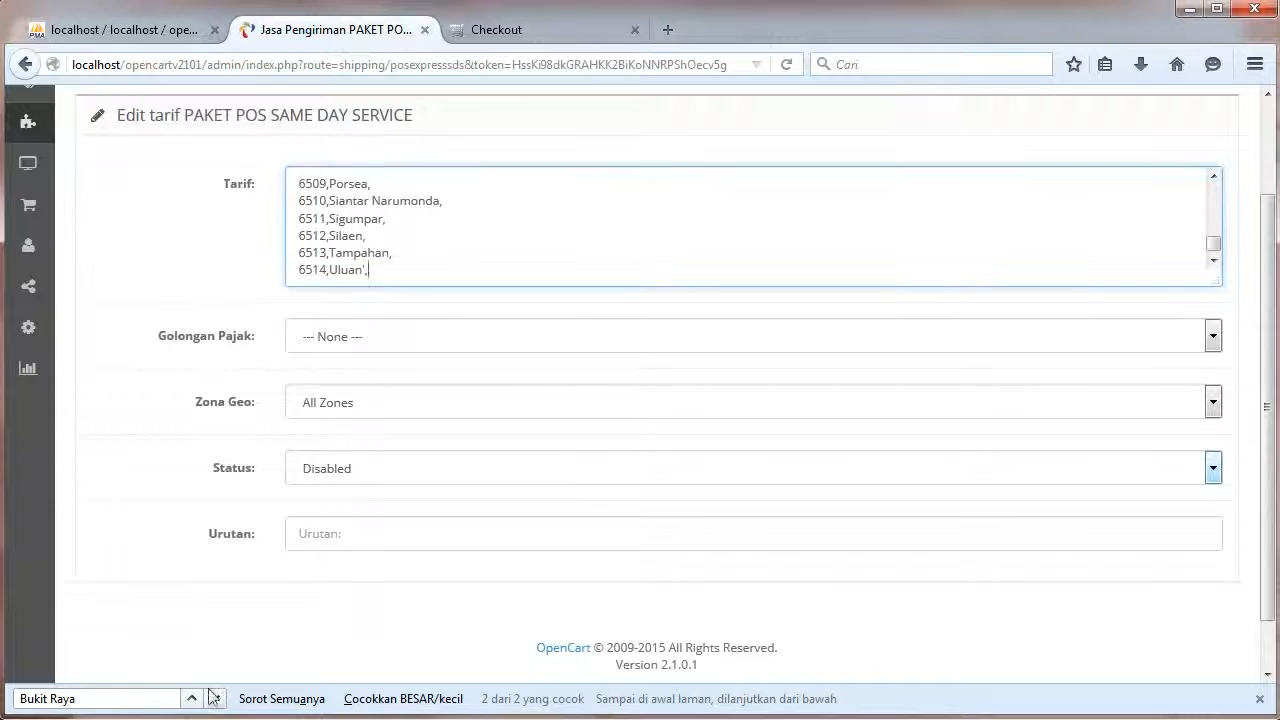 localhost / localhost / ope...
Jasa Pengiriman PAKET PO...
Checkout
localhost/opencartv2101/admin/index.php?route=shipping/posexpresssds&token=HssKi98dkGRAHKK2BiKoNNRPShOecv5g
Cari
Edit tarif PAKET POS SAME DAY SERVICE
Tarif:
6509,Porsea,
6510,Siantar Narumonda,
6511,Sigumpar,
6512,Silaen,
6513,Tampahan,
6514,Uluan',
Golongan Pajak:
--- None ---
Zona Geo:
All Zones
Status:
Disabled
Urutan:
Urutan:
OpenCart © 2009-2015 All Rights Reserved.
Version 2.1.0.1
Bukit Raya
Sorot Semuanya
Cocokkan BESAR/kecil
2 dari 2 yang cocok
Sampai di awal laman, dilanjutkan dari bawah